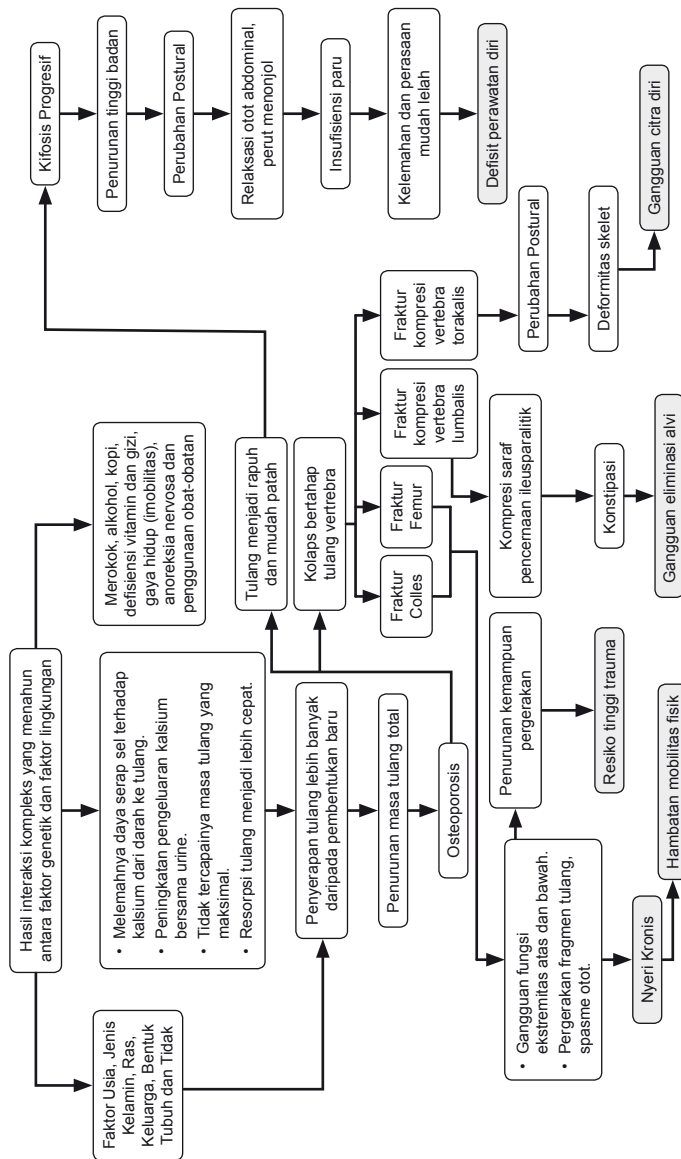 Hasil interaksi kompleks yang menahun
antara faktor genetik dan faktor lingkungan
Faktor Usia, Jenis
Kelamin, Ras,
Keluarga, Bentuk
Tubuh dan Tidak
• Melemahnya daya serap sel terhadap
kalsium dari darah ke tulang.
• Peningkatan pengeluaran kalsium
bersama urine.
• Tidak tercapainya masa tulang yang
maksimal.
• Resorpsi tulang menjadi lebih cepat.
Merokok, alkohol, kopi,
defisiensi vitamin dan gizi,
gaya hidup (imobilitas),
anoreksia nervosa dan
penggunaan obat-obatan
Penyerapan tulang lebih banyak
daripada pembentukan baru
Penurunan masa tulang total
Osteoporosis
Tulang menjadi rapuh
dan mudah patah
Kolaps bertahap
tulang vertrebra
Kifosis Progresif
Penurunan tinggi badan
Perubahan Postural
Relaksasi otot abdominal,
perut menonjol
Insufisiensi paru
Kelemahan dan perasaan
mudah lelah
Defisit perawatan diri
Fraktur
Colles
Fraktur
Femur
Fraktur
kompresi
vertebra
lumbalis
Fraktur
kompresi
vertebra
torakalis
• Gangguan fungsi
ekstremitas atas dan bawah.
• Pergerakan fragmen tulang,
spasme otot.
Penurunan kemampuan
pergerakan
Resiko tinggi trauma
Nyeri Kronis
Hambatan mobilitas fisik
Kompresi saraf
pencernaan ileusparalitik
Konstipasi
Gangguan eliminasi alvi
Perubahan Postural
Deformitas skelet
Gangguan citra diri